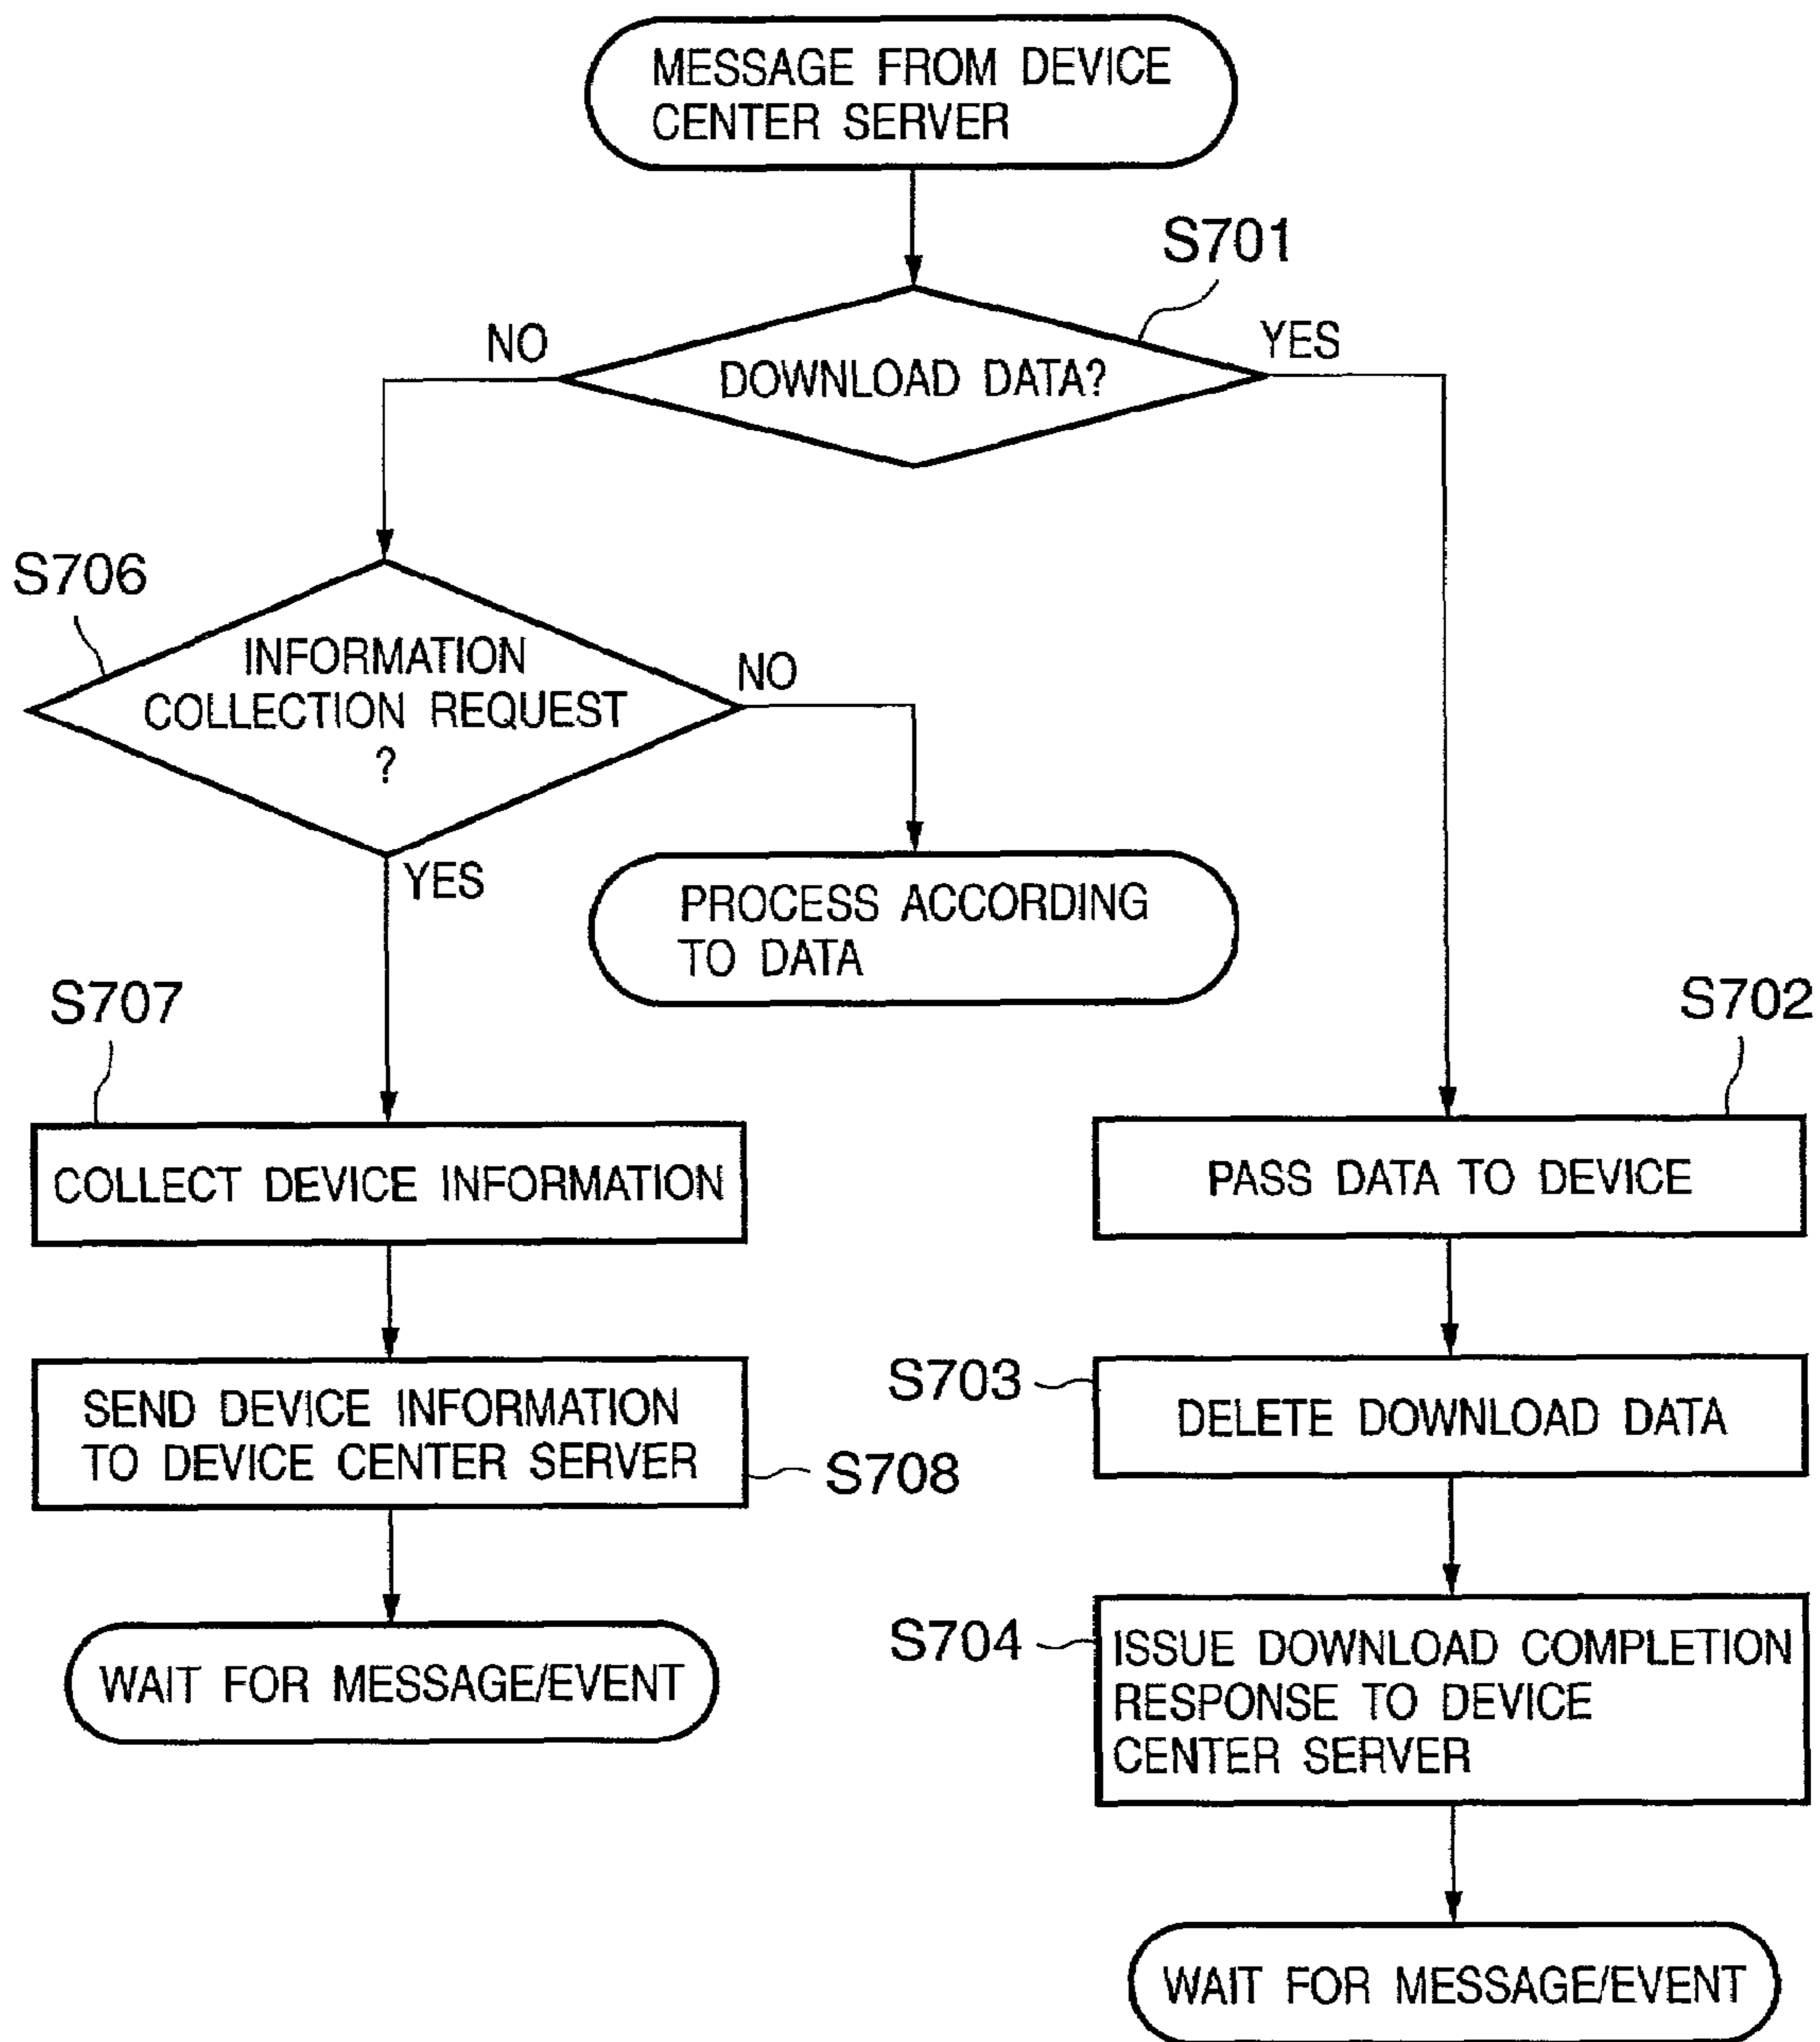 MESSAGE FROM DEVICE
CENTER SERVER
S701
NO
YES
DOWNLOAD DATA?
S706
INFORMATION
COLLECTION REQUEST
?
NO
YES
PROCESS ACCORDING
TO DATA
S707
S702
COLLECT DEVICE INFORMATION
PASS DATA TO DEVICE
SEND DEVICE INFORMATION
TO DEVICE CENTER SERVER
S708
S703
DELETE DOWNLOAD DATA
S704
ISSUE DOWNLOAD COMPLETION
RESPONSE TO DEVICE
CENTER SERVER
WAIT FOR MESSAGE/EVENT
WAIT FOR MESSAGE/EVENT